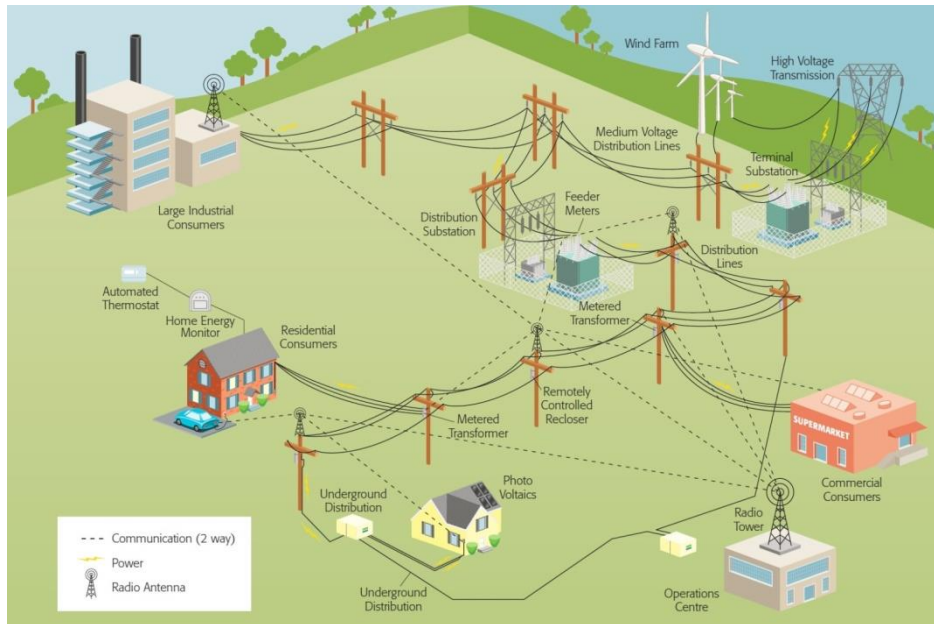 Wind Farm
High Voltage
Transmission
Medium Voltage
Distribution Lines
Terminal
Substation
Large Industrial
Consumers
Distribution
Substation
Feeder
Meters
Distribution
Lines
Automated
Thermostat
Home Energy
Monitor
Residential
Consumers
Metered
Transformer
Metered
Transformer
Remotely
Controlled
Recloser
SUPERMARKET
Commercial
Consumers
Underground
Distribution
Photo
Voltaics
Radio
Tower
Communication (2 way)
Power
Radio Antenna
Underground
Distribution
Operations
Centre